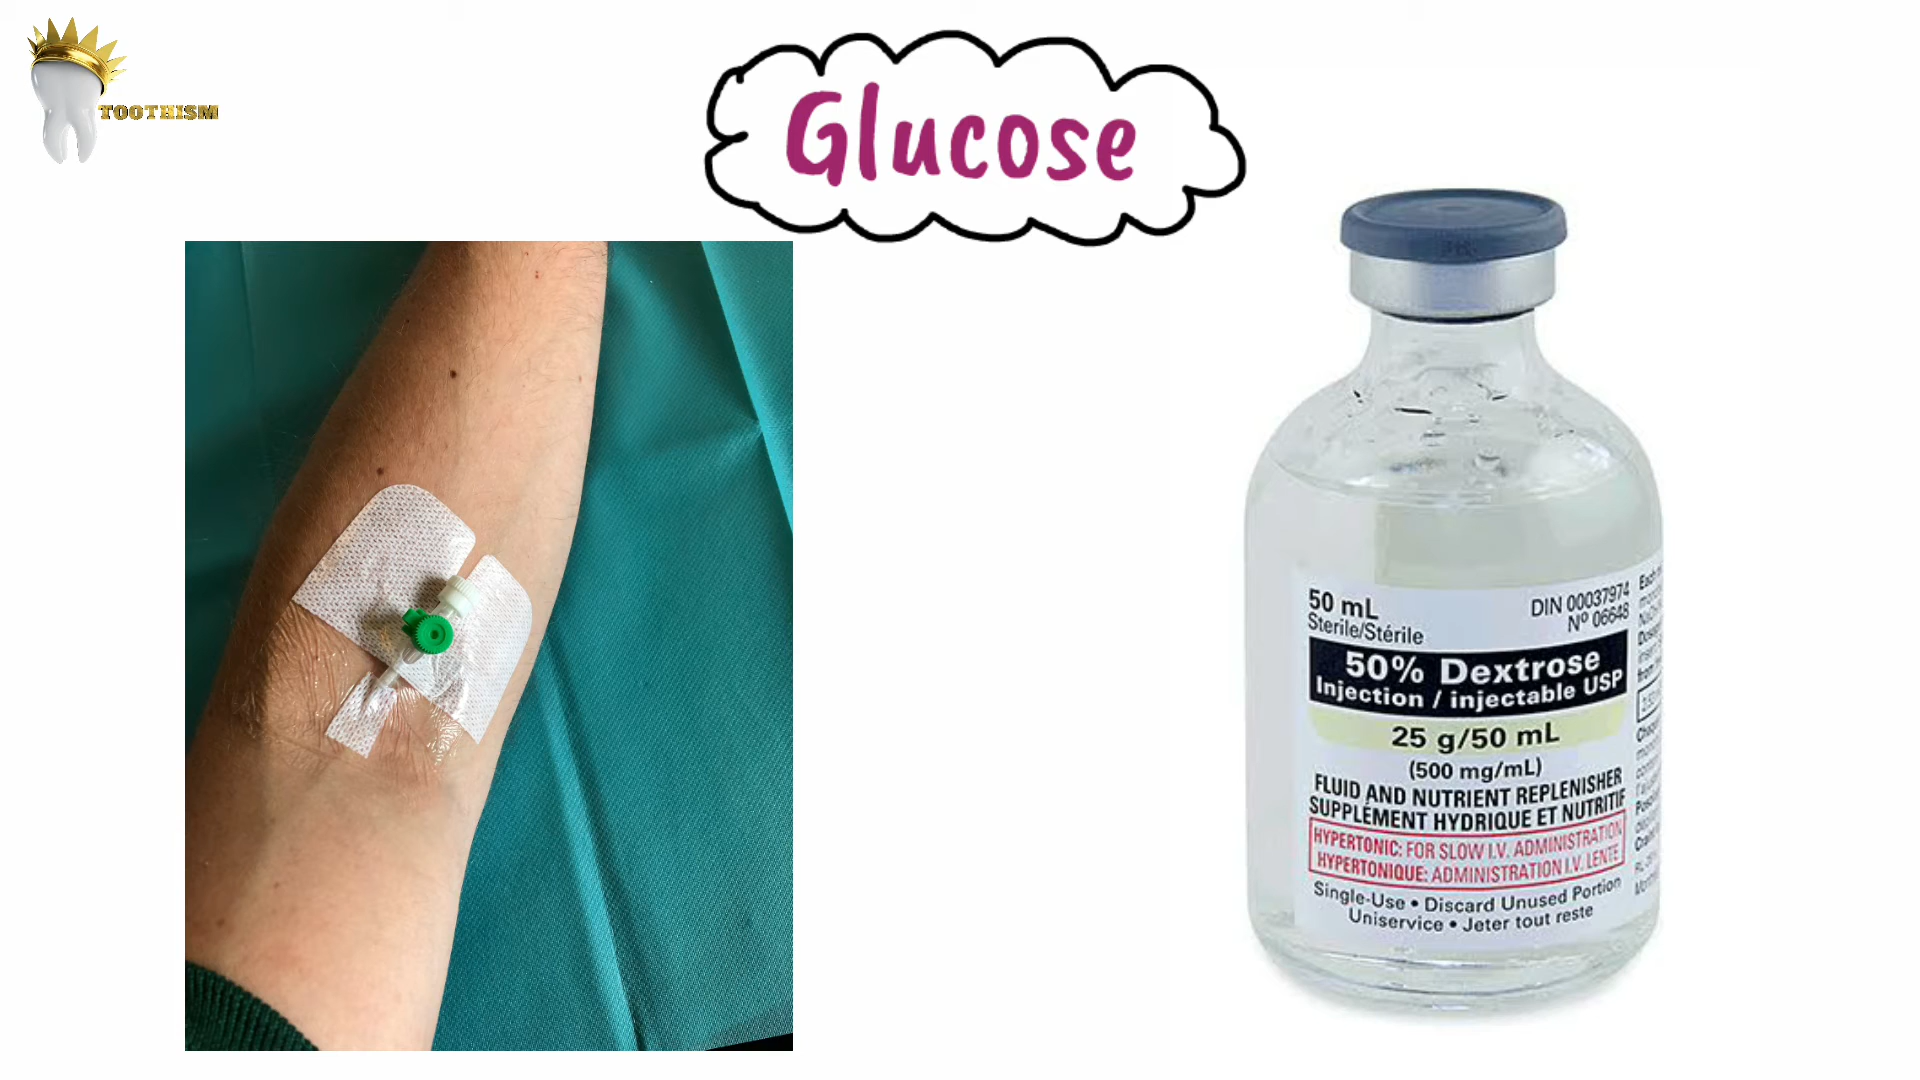 TOOTHISM
Glucose
50 mL
Sterile/Stérile
DIN 00037974
Nº 06648
50% Dextrose
Injection / injectable USP
25 g/50 mL
(500 mg/mL)
FLUID AND NUTRIENT REPLENISHER
SUPPLÉMENT HYDRIQUE ET NUTRITIF
HYPERTONIC: FOR SLOW I.V. ADMINISTRATION
HYPERTONIQUE: ADMINISTRATION I.V. LENTE
Single-Use • Discard Unused Portion
Uniservice • Jeter tout reste